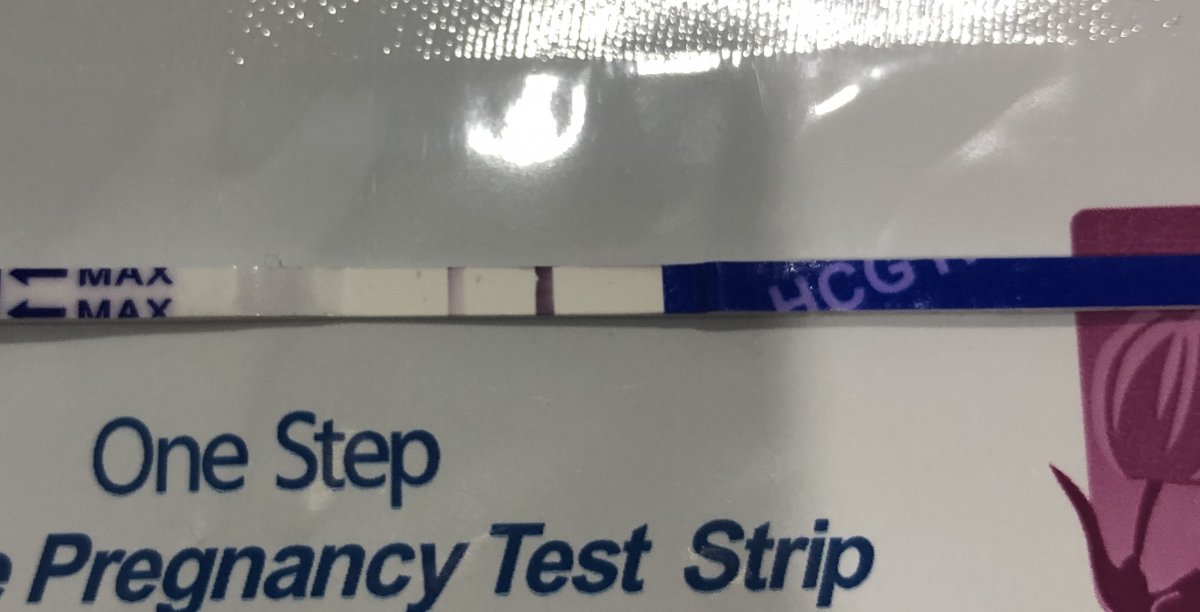 MAX
MAX
HCG
One Step
Pregnancy Test Strip